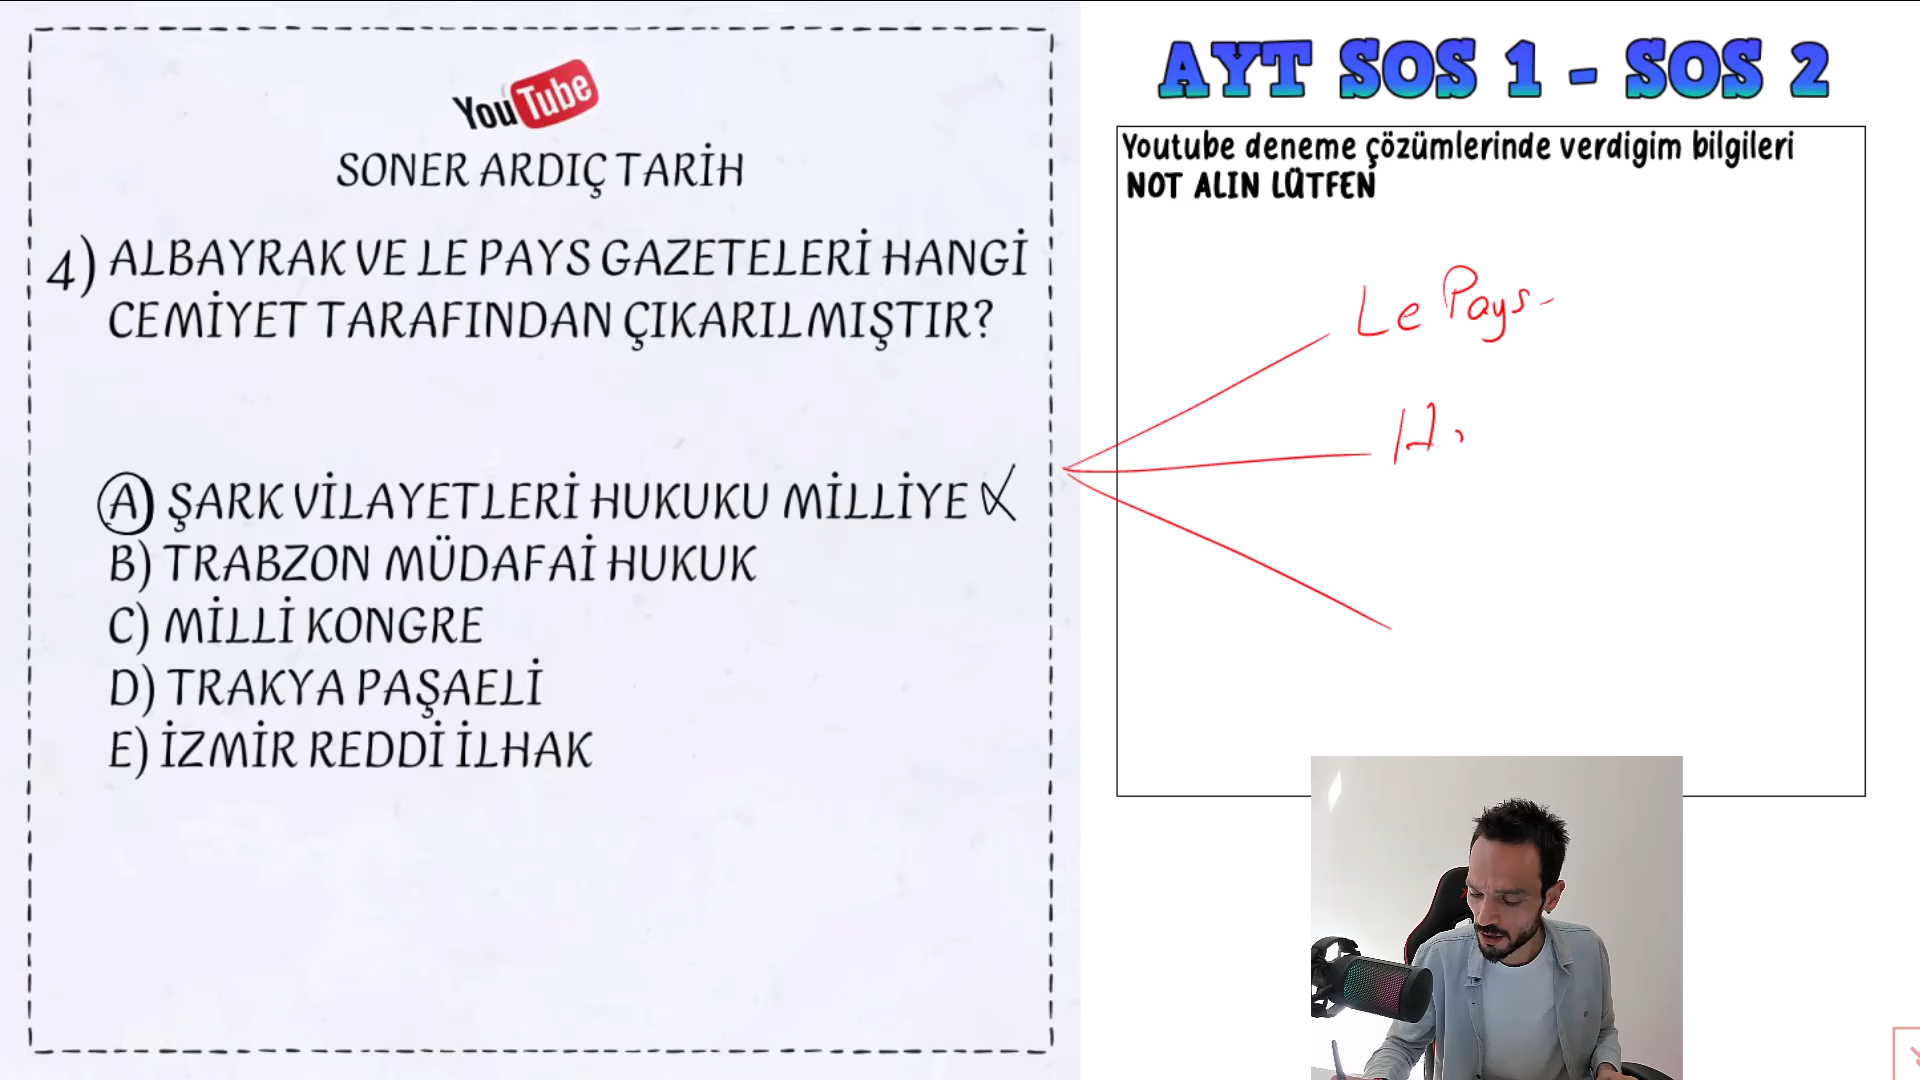 YouTube
SONER ARDIÇ TARİH
4) ALBAYRAK VE LE PAYS GAZETELERİ HANGİ
CEMİYET TARAFINDAN ÇIKARILMIŞTIR?
A) ŞARK VİLAYETLERİ HUKUKU MİLLİYE
B) TRABZON MÜDAFAİ HUKUK
C) MİLLİ KONGRE
D) TRAKYA PAŞAELİ
E) İZMİR REDDİ İLHAK
AYT SOS 1 - SOS 2
Youtube deneme çözümlerinde verdigim bilgileri
NOT ALIN LÜTFEN
Le Pays-